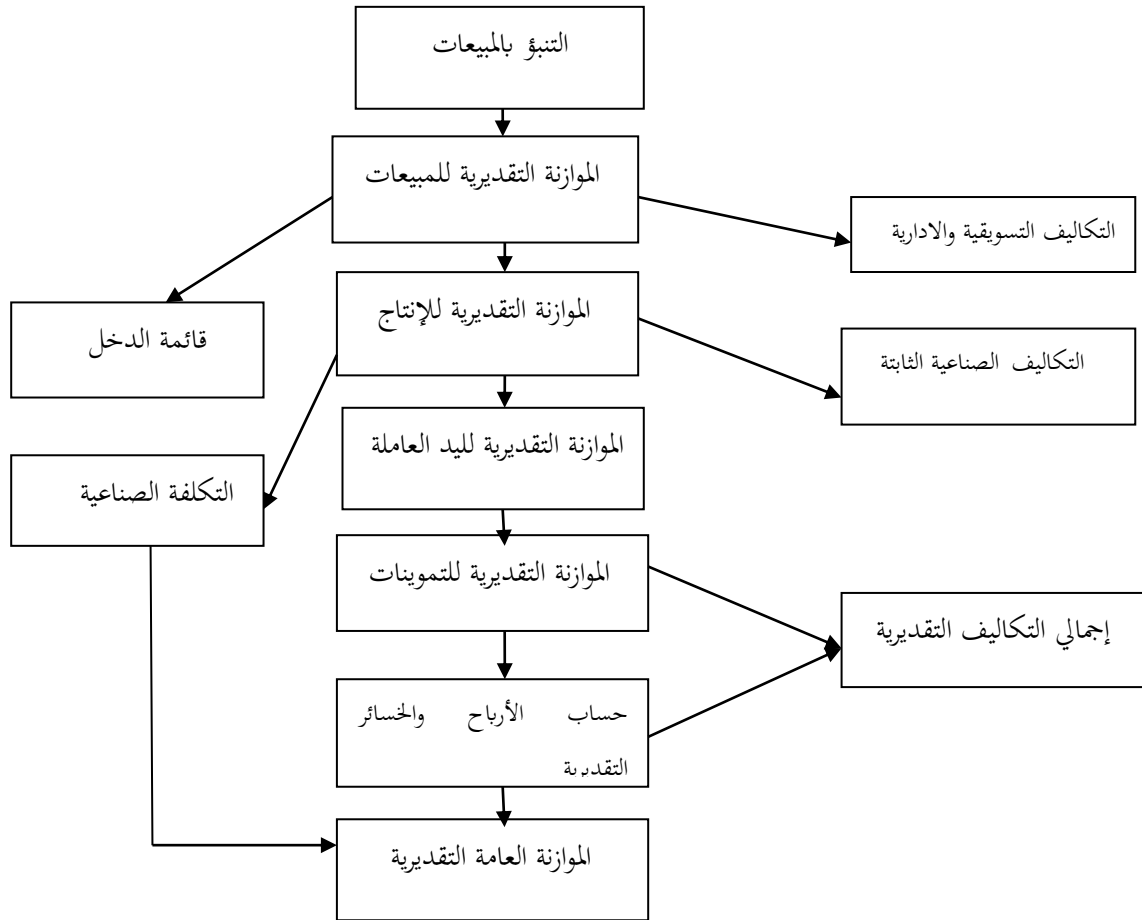 التنبؤ بالمبيعات
الموازنة التقديرية للمبيعات
التكاليف التسويقية والادارية
الموازنة التقديرية للإنتاج
قائمة الدخل
التكاليف الصناعية الثابتة
الموازنة التقديرية لليد العاملة
التكلفة الصناعية
الموازنة التقديرية للتموينات
إجمالي التكاليف التقديرية
حساب الأرباح والخسائر
التقديرية
الموازنة العامة التقديرية